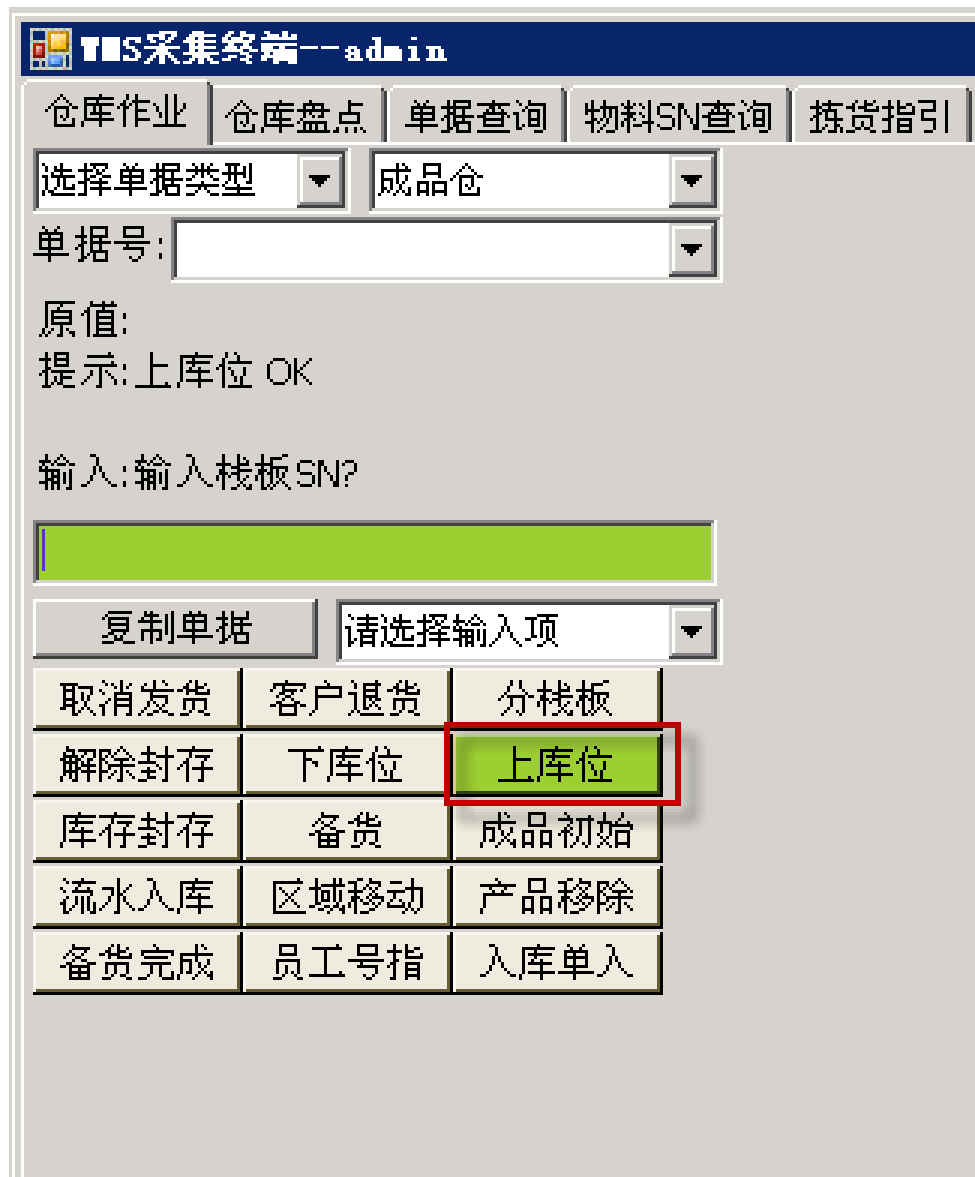 WMS采集终端--admin
仓库作业 仓库盘点 单据查询 物料SN查询 拣货指引
选择单据类型 成品仓
单据号:
原值:
提示:上库位 OK
输入:输入栈板SN?
复制单据 请选择输入项
取消发货 客户退货 分栈板
解除封存 下库位 上库位
库存封存 备货 成品初始
流水入库 区域移动 产品移除
备货完成 员工号指 入库单入